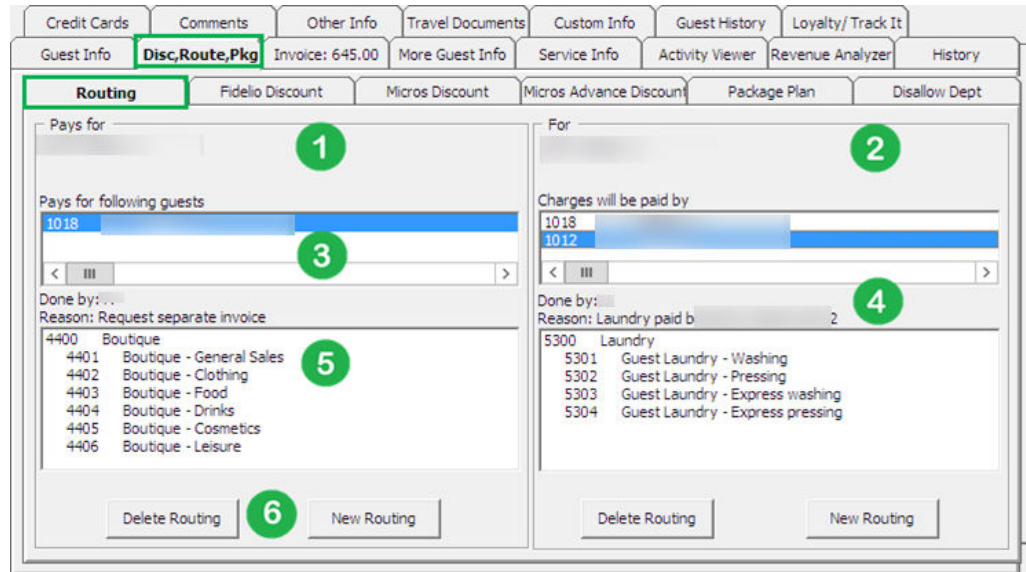 Credit Cards Comments Other Info Travel Documents Custom Info Guest History Loyalty/ Track It
Guest Info Disc,Route,Pkg Invoice: 645.00 More Guest Info Service Info Activity Viewer Revenue Analyzer History
Routing Fidelio Discount Micros Discount Micros Advance Discount Package Plan Disallow Dept
Pays for
1
Pays for following guests
1018
3
Done by:
Reason: Request separate invoice
4400 Boutique
4401 Boutique - General Sales
4402 Boutique - Clothing
4403 Boutique - Food
4404 Boutique - Drinks
4405 Boutique - Cosmetics
4406 Boutique - Leisure
5
Delete Routing
6
New Routing
For
2
Charges will be paid by
1018
1012
4
Done by:
Reason: Laundry paid b 2
5300 Laundry
5301 Guest Laundry - Washing
5302 Guest Laundry - Pressing
5303 Guest Laundry - Express washing
5304 Guest Laundry - Express pressing
Delete Routing
New Routing